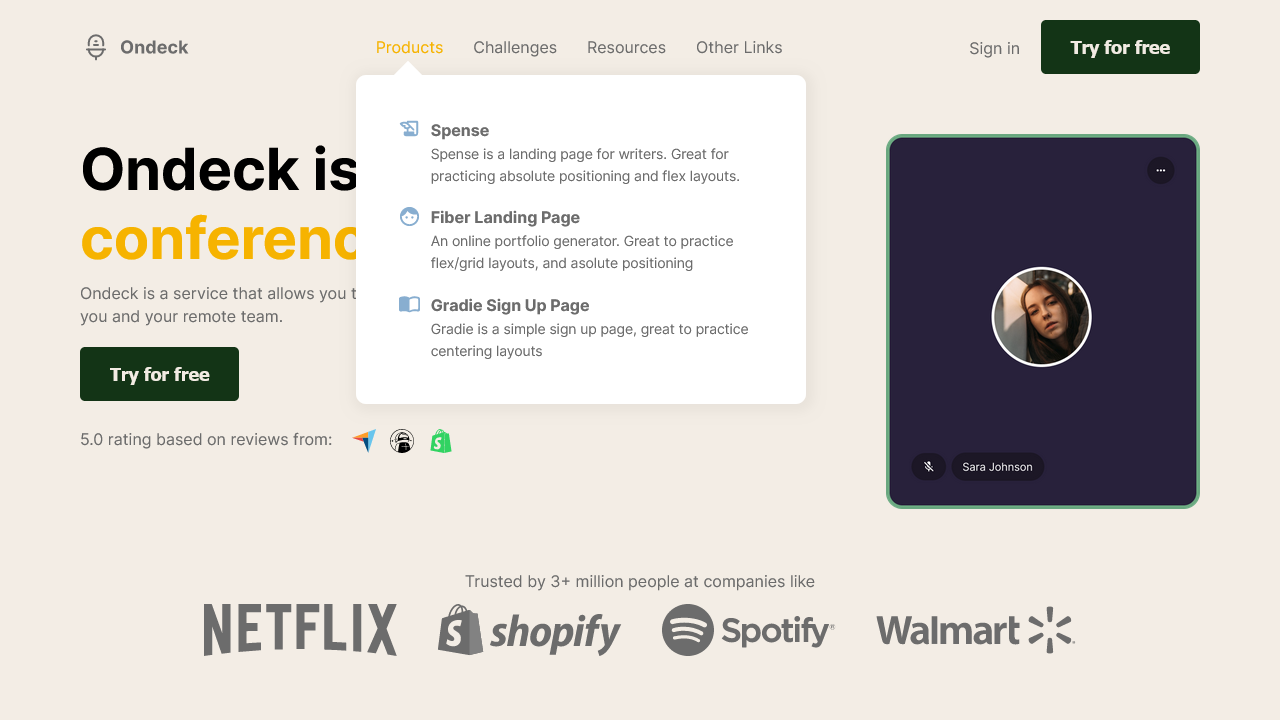 Ondeck
Products
Challenges
Resources
Other Links
Sign in
Try for free
Spense
Spense is a landing page for writers. Great for
practicing absolute positioning and flex layouts.
Fiber Landing Page
An online portfolio generator. Great to practice
flex/grid layouts, and asolute positioning
Gradie Sign Up Page
Gradie is a simple sign up page, great to practice
centering layouts
Ondeck is
conferenc
Ondeck is a service that allows you t
you and your remote team.
Try for free
5.0 rating based on reviews from:
Sara Johnson
Trusted by 3+ million people at companies like
NETFLIX
shopify
Spotify
Walmart